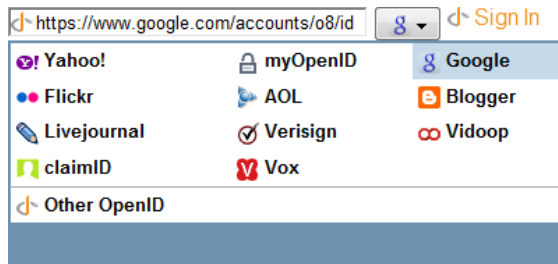 https://www.google.com/accounts/o8/id Sign In
Yahoo! myOpenID Google
Flickr AOL Blogger
Livejournal Verisign Vidoop
claimID Vox
Other OpenID